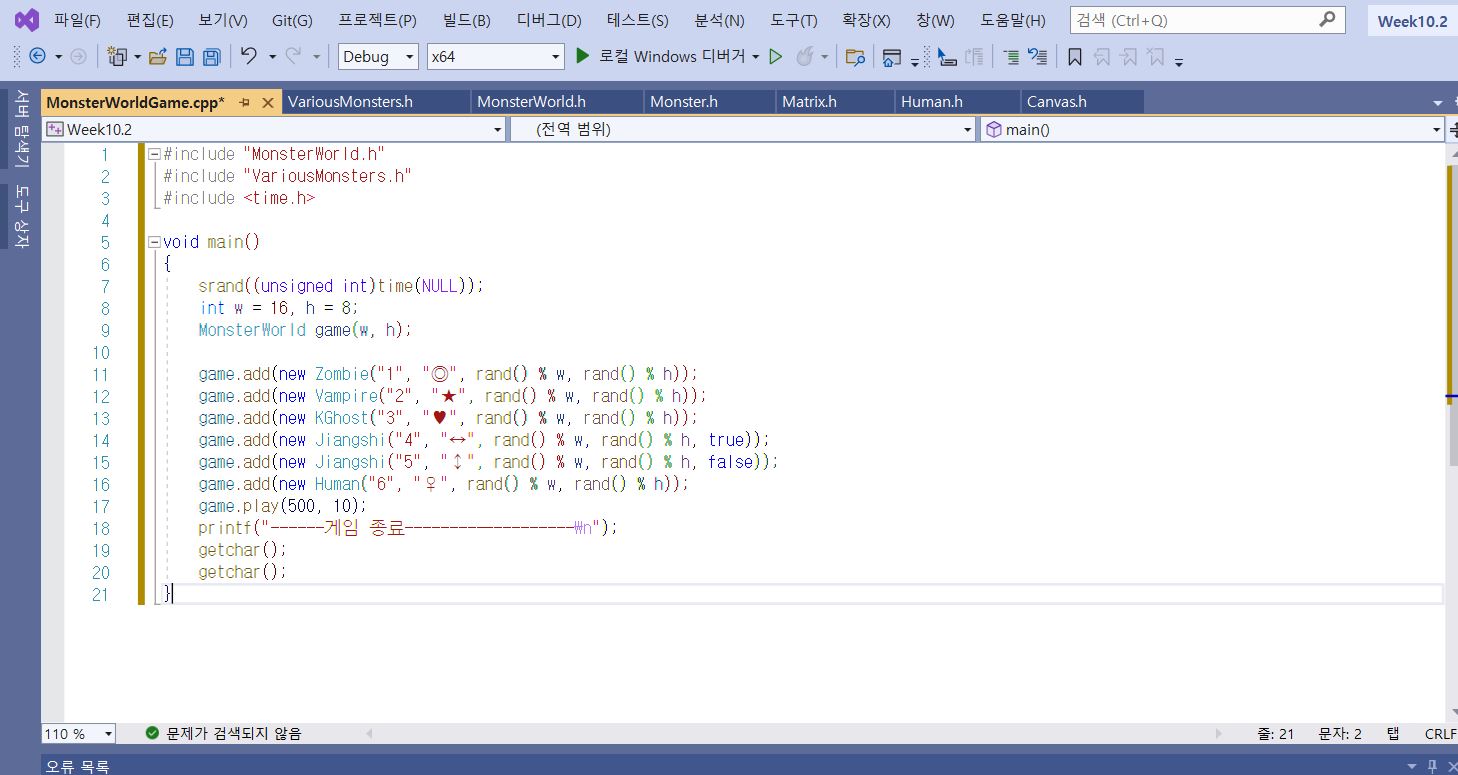 파일(F) 편집(E) 보기(V) Git(G) 프로젝트(P) 빌드(B) 디버그(D) 테스트(S) 분석(N) 도구(T) 확장(X) 창(W) 도움말(H) 검색 (Ctrl+Q) Week10.2
Debug x64 로컬 Windows 디버거
서버 탐색기
도구 상자
MonsterWorldGame.cpp* VariousMonsters.h MonsterWorld.h Monster.h Matrix.h Human.h Canvas.h
Week10.2 (전역 범위) main()
1 #include "MonsterWorld.h"
2 #include "VariousMonsters.h"
3 #include <time.h>
4
5 void main()
6 {
7 srand((unsigned int)time(NULL));
8 int w = 16, h = 8;
9 MonsterWorld game(w, h);
10
11 game.add(new Zombie("1", "◎", rand() % w, rand() % h));
12 game.add(new Vampire("2", "★", rand() % w, rand() % h));
13 game.add(new KGhost("3", "♥", rand() % w, rand() % h));
14 game.add(new Jiangshi("4", "↔", rand() % w, rand() % h, true));
15 game.add(new Jiangshi("5", "↕", rand() % w, rand() % h, false));
16 game.add(new Human("6", "♀", rand() % w, rand() % h));
17 game.play(500, 10);
18 printf("------게임 종료-------------------₩n");
19 getchar();
20 getchar();
21 }
110 % 문제가 검색되지 않음 줄: 21 문자: 2 탭 CRLF
오류 목록